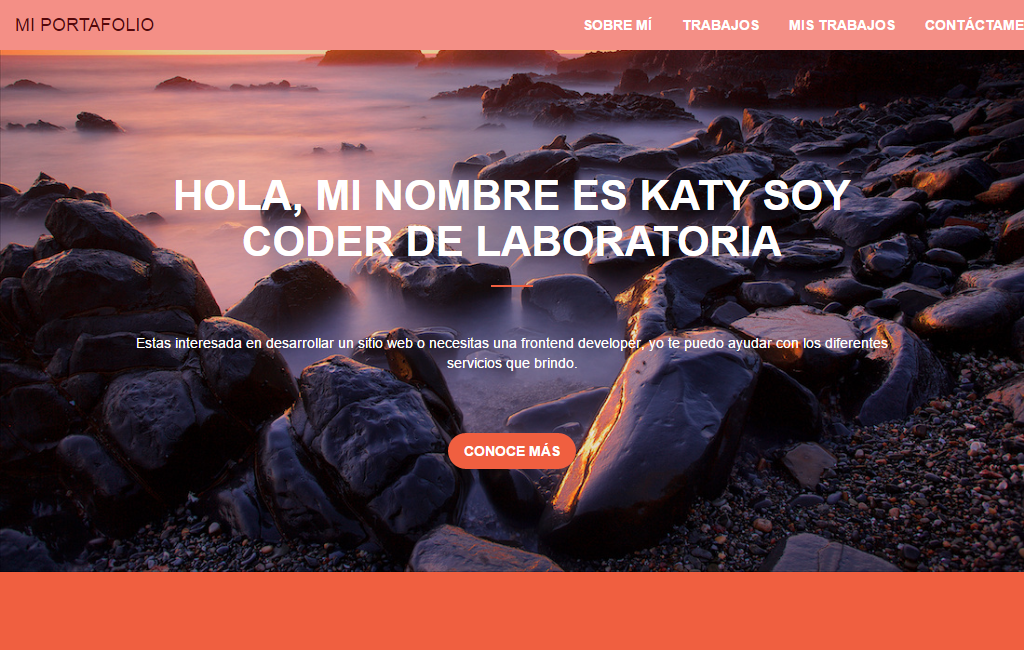 MI PORTAFOLIO
SOBRE MÍ TRABAJOS MIS TRABAJOS CONTÁCTAME
HOLA, MI NOMBRE ES KATY SOY
CODER DE LABORATORIA
Estas interesada en desarrollar un sitio web o necesitas una frontend developer, yo te puedo ayudar con los diferentes
servicios que brindo.
CONOCE MÁS